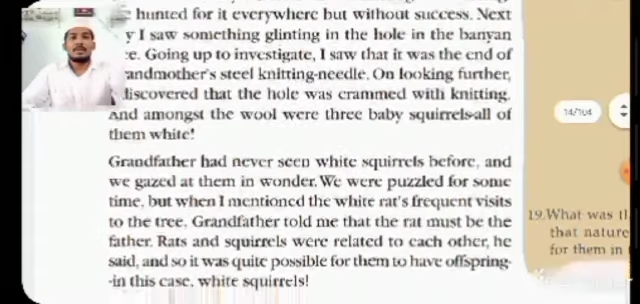 hunted for it everywhere but without success. Next
y I saw something glinting in the hole in the banyan
e. Going up to investigate, I saw that it was the end of
andmother's steel knitting-needle. On looking further,
discovered that the hole was crammed with knitting.
And amongst the wool were three baby squirrels-all of
them white!
Grandfather had never seen white squirrels before, and
we gazed at them in wonder. We were puzzled for some
time, but when I mentioned the white rat's frequent visits
to the tree, Grandfather told me that the rat must be the
father. Rats and squirrels were related to each other, he
said, and so it was quite possible for them to have offspring-
-in this case, white squirrels!
14/104
19.What was
that nature
for them in